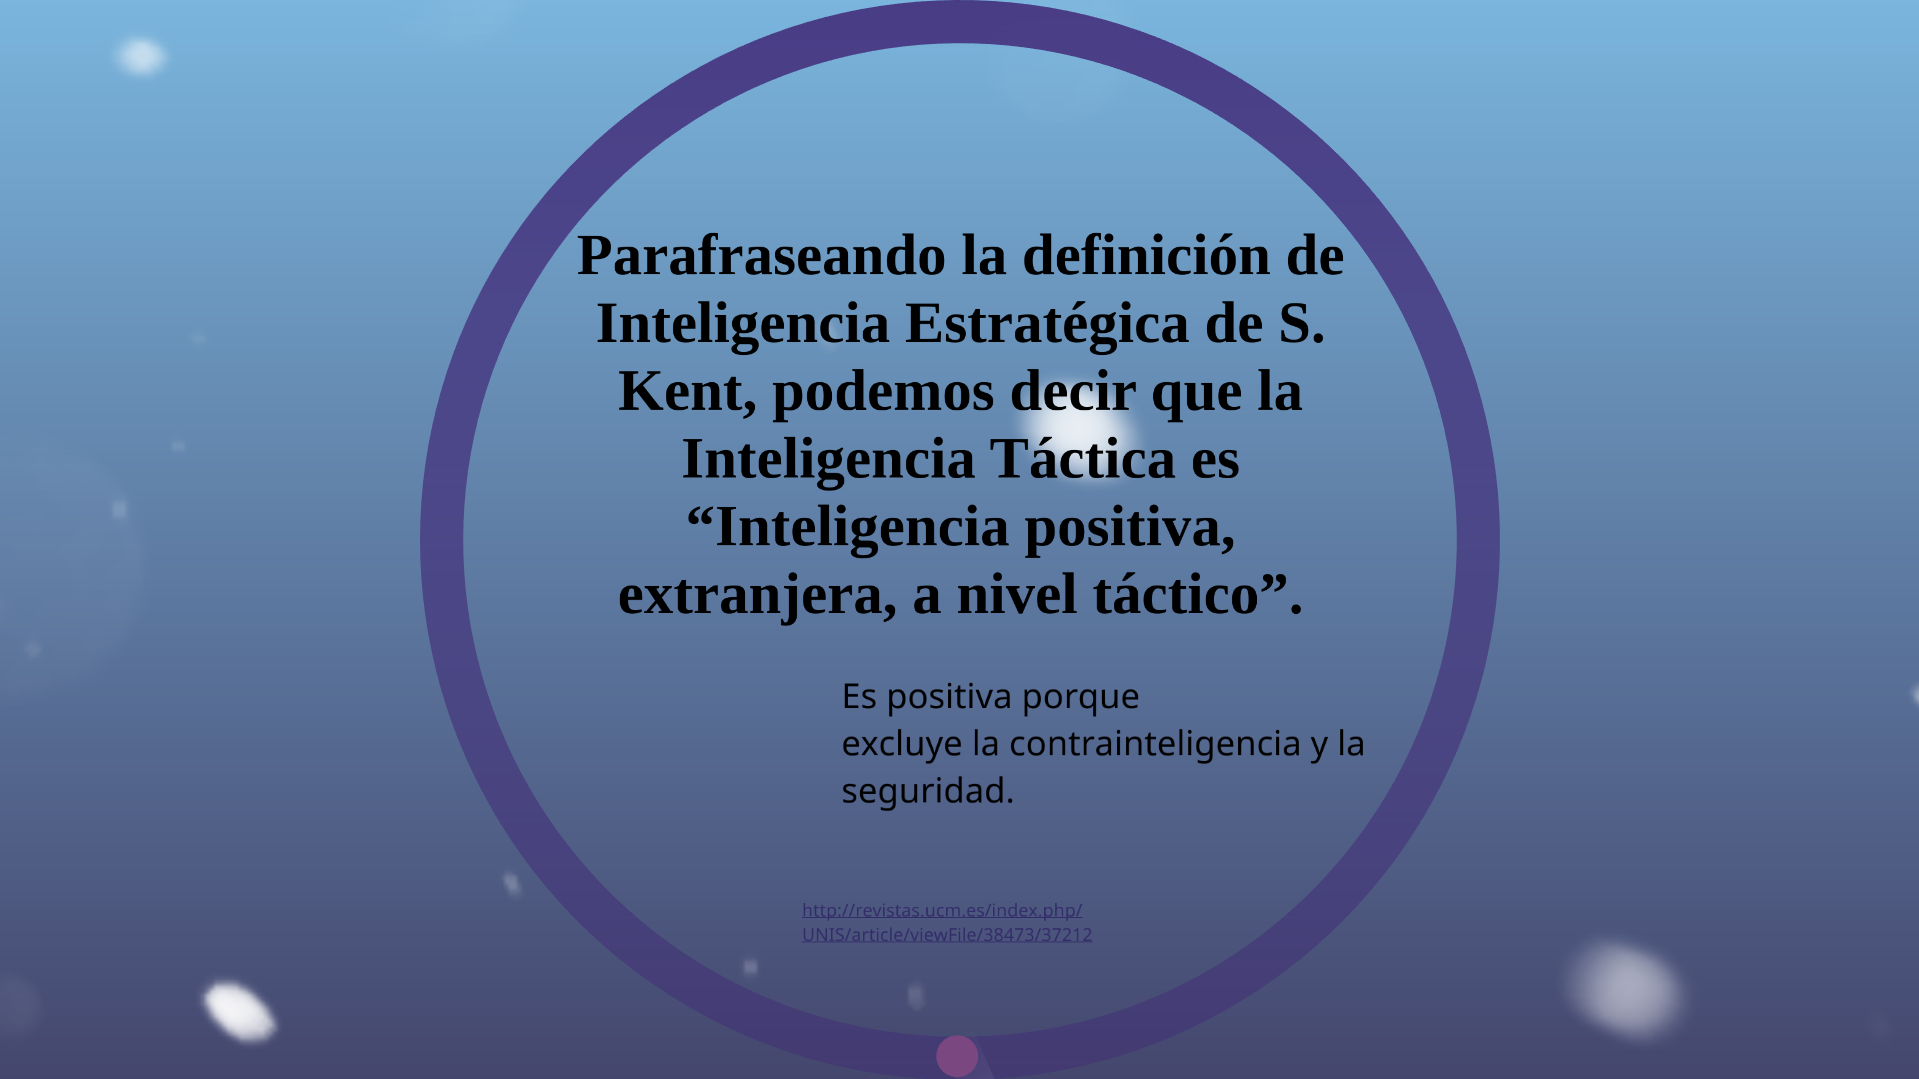 Parafraseando la definición de
Inteligencia Estratégica de S.
Kent, podemos decir que la
Inteligencia Táctica es
“Inteligencia positiva,
extranjera, a nivel táctico”.
Es positiva porque
excluye la contrainteligencia y la
seguridad.
http://revistas.ucm.es/index.php/
UNIS/article/viewFile/38473/37212